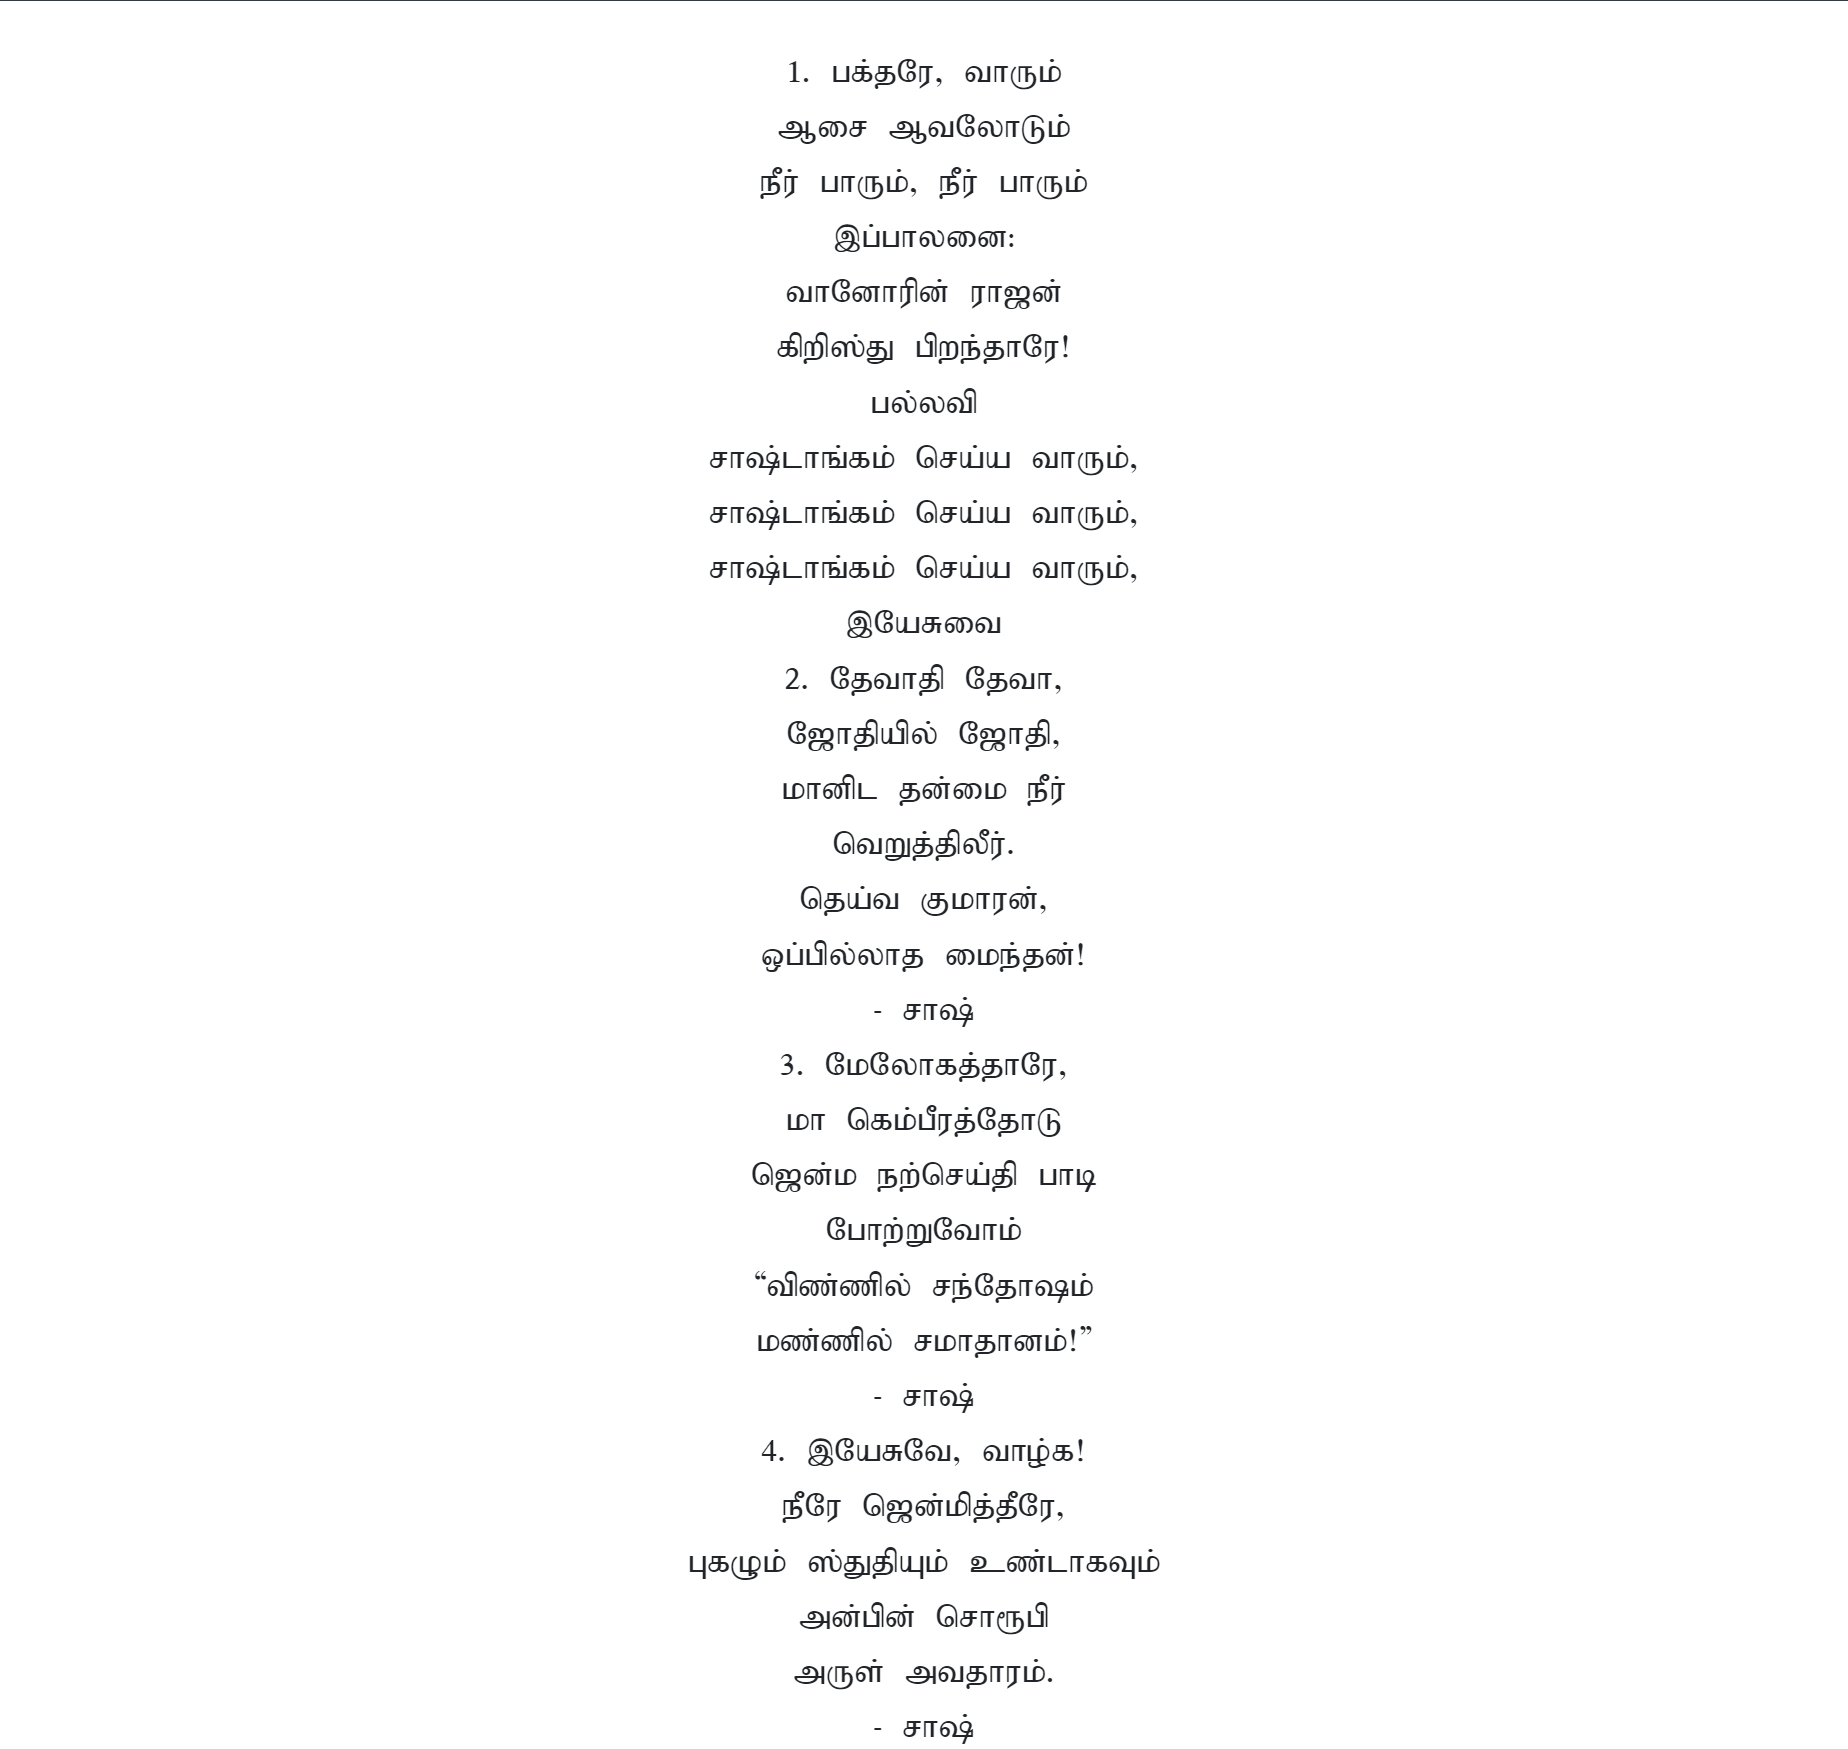 1. பக்தரே, வாரும்
ஆசை ஆவலோடும்
நீர் பாரும், நீர் பாரும்
இப்பாலனை:
வானோரின் ராஜன்
கிறிஸ்து பிறந்தாரே!
பல்லவி
சாஷ்டாங்கம் செய்ய வாரும்,
சாஷ்டாங்கம் செய்ய வாரும்,
சாஷ்டாங்கம் செய்ய வாரும்,
இயேசுவை
2. தேவாதி தேவா,
ஜோதியில் ஜோதி,
மானிட தன்மை நீர்
வெறுத்திலீர்.
தெய்வ குமாரன்,
ஒப்பில்லாத மைந்தன்!
- சாஷ்
3. மேலோகத்தாரே,
மா கெம்பீரத்தோடு
ஜென்ம நற்செய்தி பாடி
போற்றுவோம்
“விண்ணில் சந்தோஷம்
மண்ணில் சமாதானம்!”
- சாஷ்
4. இயேசுவே, வாழ்க!
நீரே ஜென்மித்தீரே,
புகழும் ஸ்துதியும் உண்டாகவும்
அன்பின் சொரூபி
அருள் அவதாரம்.
- சாஷ்